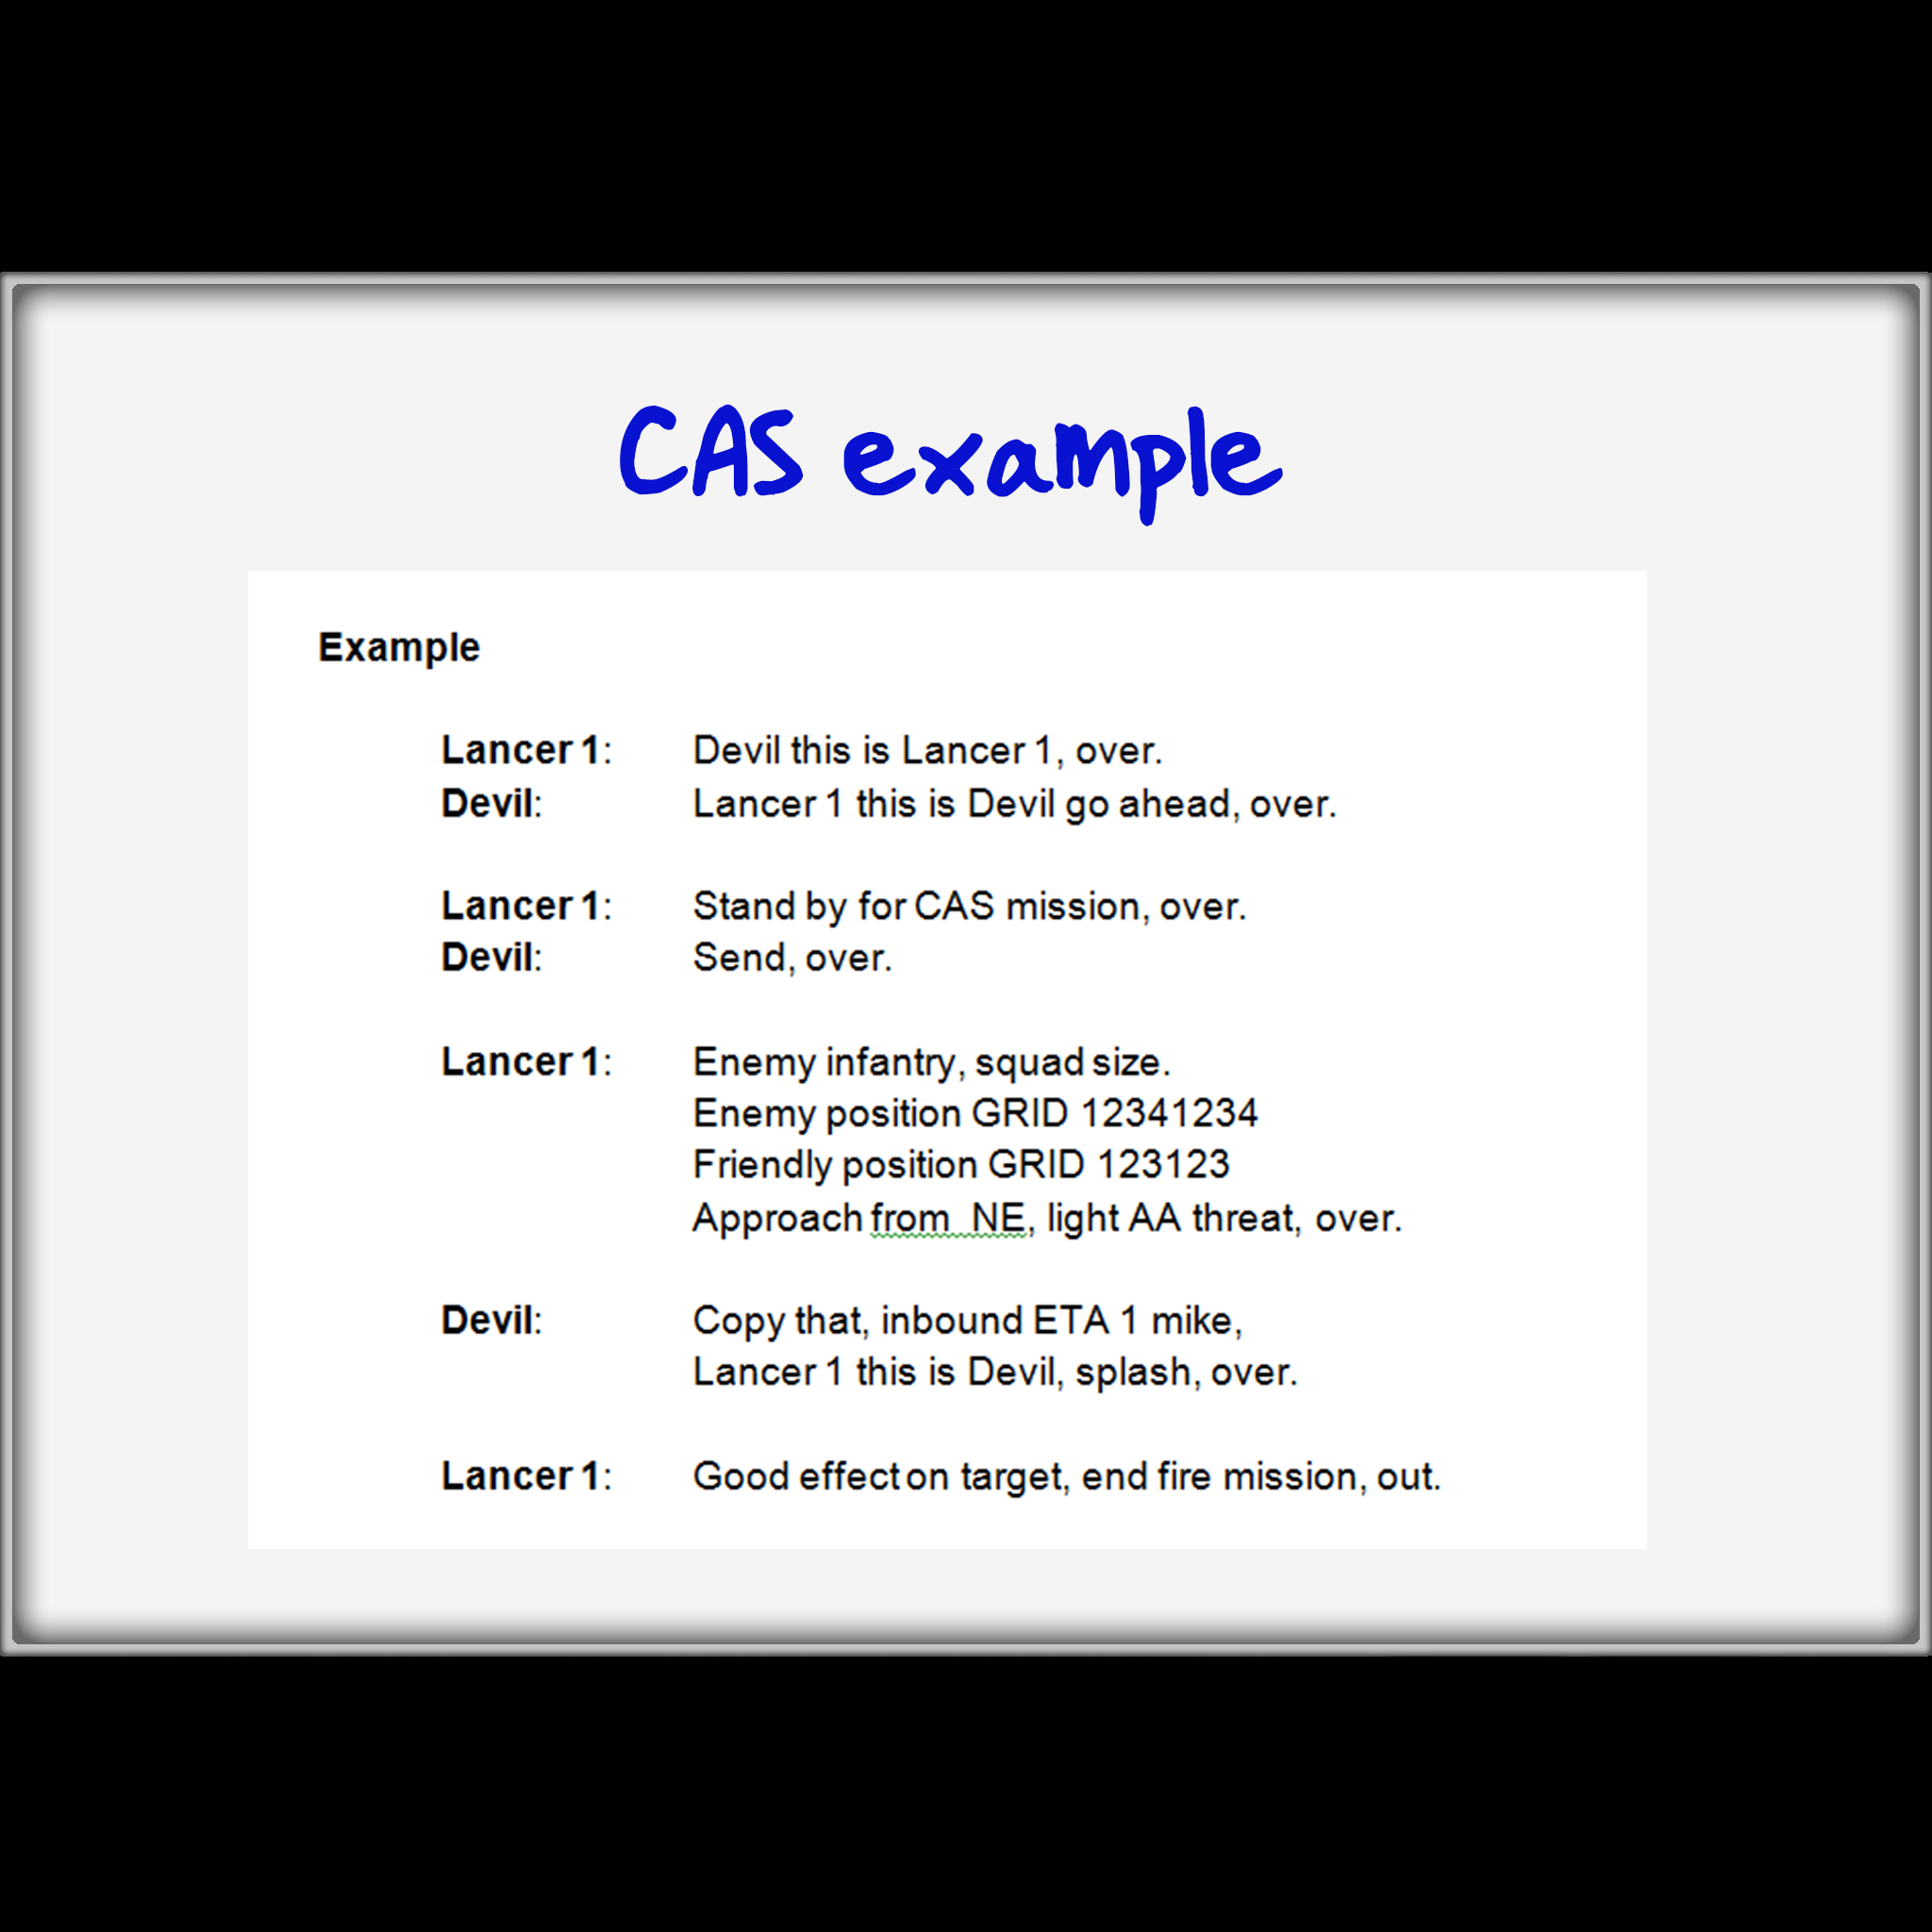 CAS example
Example
Lancer 1: Devil this is Lancer 1, over.
Devil: Lancer 1 this is Devil go ahead, over.
Lancer 1: Stand by for CAS mission, over.
Devil: Send, over.
Lancer 1: Enemy infantry, squad size.
Enemy position GRID 12341234
Friendly position GRID 123123
Approach from  NE, light AA threat, over.
Devil: Copy that, inbound ETA 1 mike,
Lancer 1 this is Devil, splash, over.
Lancer 1: Good effect on target, end fire mission, out.